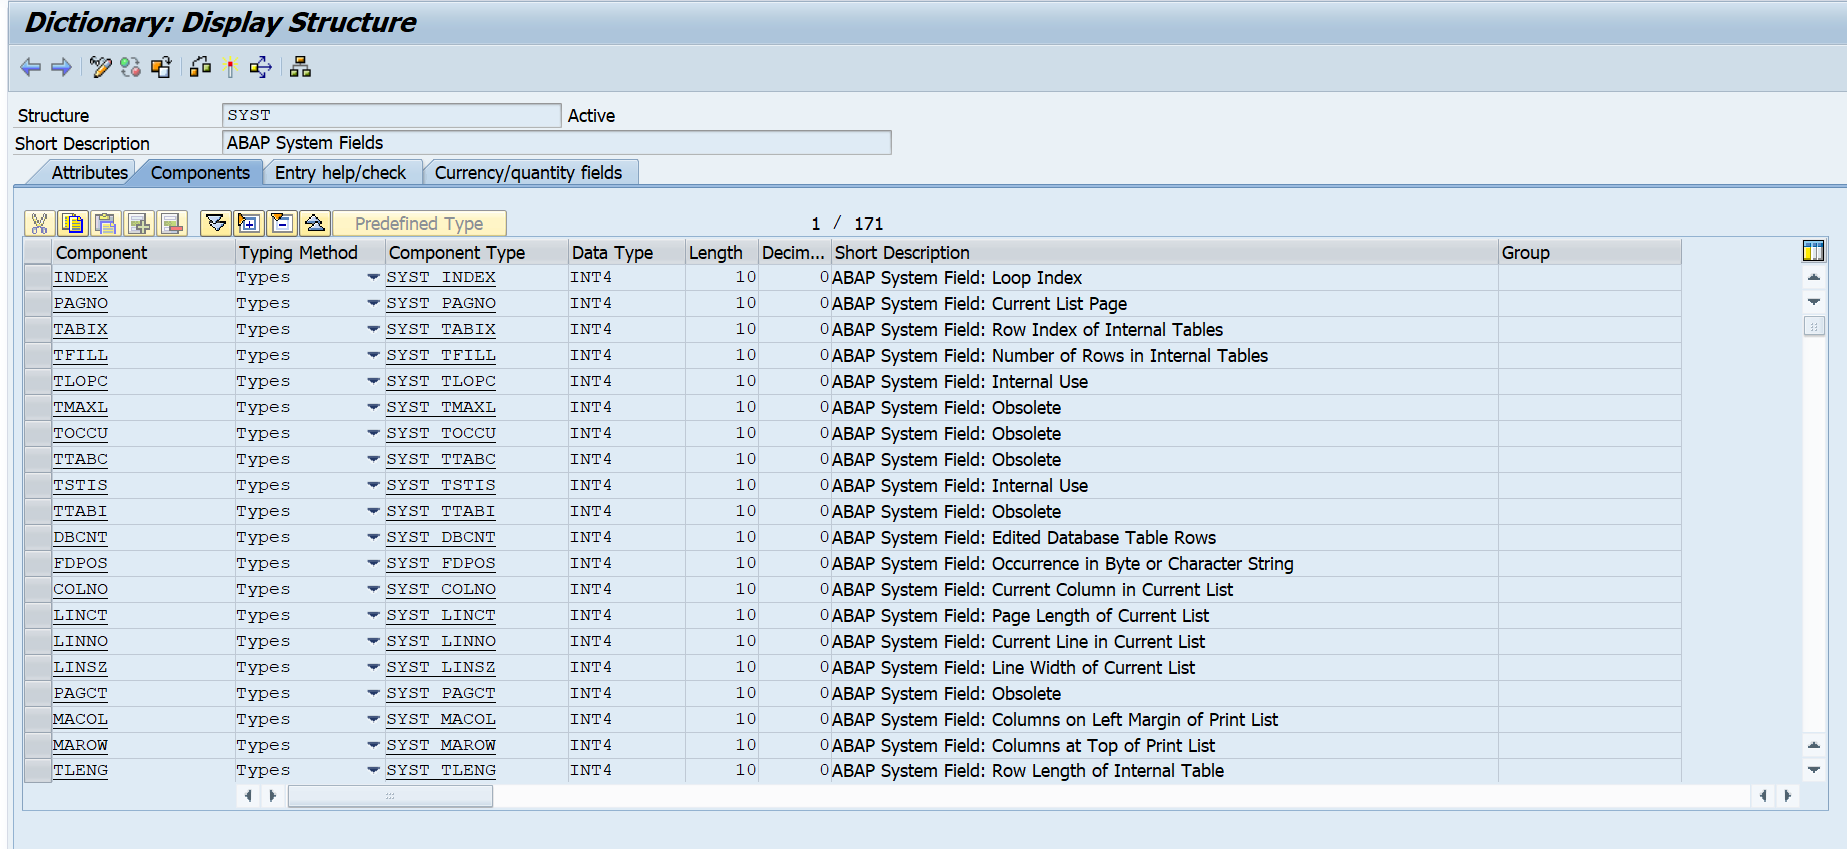 Dictionary: Display Structure
Structure SYST Active
Short Description ABAP System Fields
Attributes Components Entry help/check Currency/quantity fields
Predefined Type 1 / 171
Component Typing Method Component Type Data Type Length Decim... Short Description Group
INDEX Types SYST_INDEX INT4 10 0 ABAP System Field: Loop Index
PAGNO Types SYST_PAGNO INT4 10 0 ABAP System Field: Current List Page
TABIX Types SYST_TABIX INT4 10 0 ABAP System Field: Row Index of Internal Tables
TFILL Types SYST_TFILL INT4 10 0 ABAP System Field: Number of Rows in Internal Tables
TLOPC Types SYST_TLOPC INT4 10 0 ABAP System Field: Internal Use
TMAXL Types SYST_TMAXL INT4 10 0 ABAP System Field: Obsolete
TOCCU Types SYST_TOCCU INT4 10 0 ABAP System Field: Obsolete
TTABC Types SYST_TTABC INT4 10 0 ABAP System Field: Obsolete
TSTIS Types SYST_TSTIS INT4 10 0 ABAP System Field: Internal Use
TTABI Types SYST_TTABI INT4 10 0 ABAP System Field: Obsolete
DBCNT Types SYST_DBCNT INT4 10 0 ABAP System Field: Edited Database Table Rows
FDPOS Types SYST_FDPOS INT4 10 0 ABAP System Field: Occurrence in Byte or Character String
COLNO Types SYST_COLNO INT4 10 0 ABAP System Field: Current Column in Current List
LINCT Types SYST_LINCT INT4 10 0 ABAP System Field: Page Length of Current List
LINNO Types SYST_LINNO INT4 10 0 ABAP System Field: Current Line in Current List
LINSZ Types SYST_LINSZ INT4 10 0 ABAP System Field: Line Width of Current List
PAGCT Types SYST_PAGCT INT4 10 0 ABAP System Field: Obsolete
MACOL Types SYST_MACOL INT4 10 0 ABAP System Field: Columns on Left Margin of Print List
MAROW Types SYST_MAROW INT4 10 0 ABAP System Field: Columns at Top of Print List
TLENG Types SYST_TLENG INT4 10 0 ABAP System Field: Row Length of Internal Table